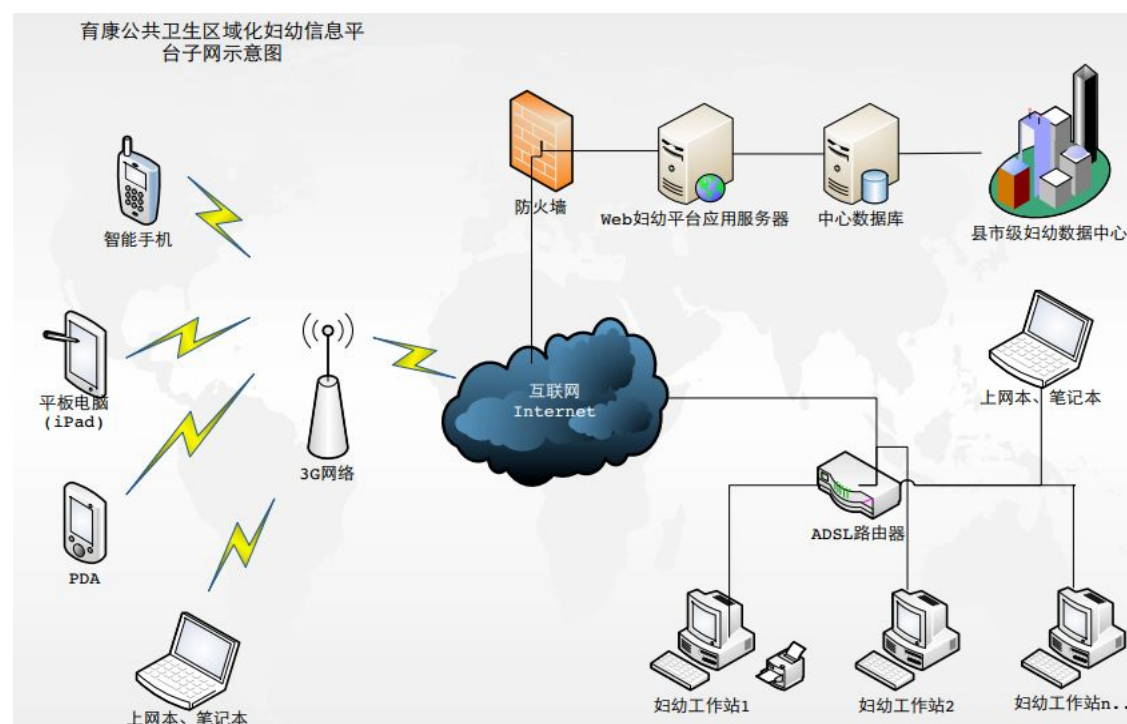 育康公共卫生区域化妇幼信息平
台子网示意图
防火墙
Web妇幼平台应用服务器
中心数据库
县市级妇幼数据中心
智能手机
平板电脑
(iPad)
3G网络
互联网
Internet
上网本、笔记本
ADSL路由器
PDA
上网本、笔记本
妇幼工作站1
妇幼工作站2
妇幼工作站n..